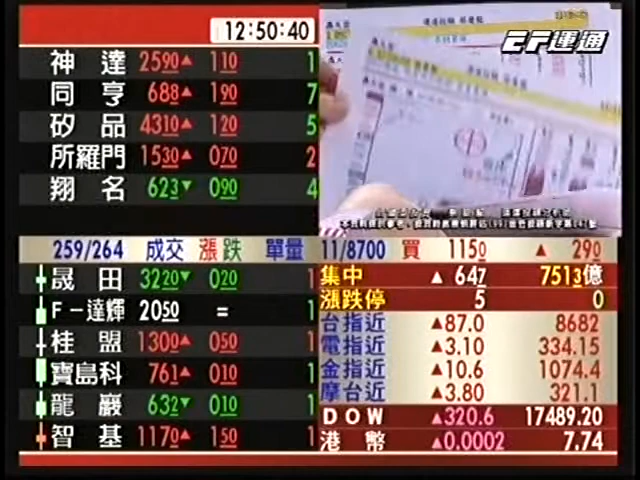 12:50:40
EF運通
神達 2590▲ 110 1
同亨 688▲ 190 7
矽品 4310▲ 120 5
所羅門 1530▲ 070 2
翔名 623▼ 090 4
259/264 成交 漲跌 單量 11/8700 買 1150 ▲ 290
晟田 3220▼ 020 1
F－達輝 2050 = 1
桂盟 1300▲ 050 1
寶島科 761▲ 010 1
龍巖 632▼ 010 1
智基 1170▲ 150 1
集中 ▲ 647 7513億
漲跌停 5 0
台指近 ▲87.0 8682
電指近 ▲3.10 334.15
金指近 ▲10.6 1074.4
摩台近 ▲3.80 321.1
DOW ▲320.6 17489.20
港幣 ▲0.0002 7.74